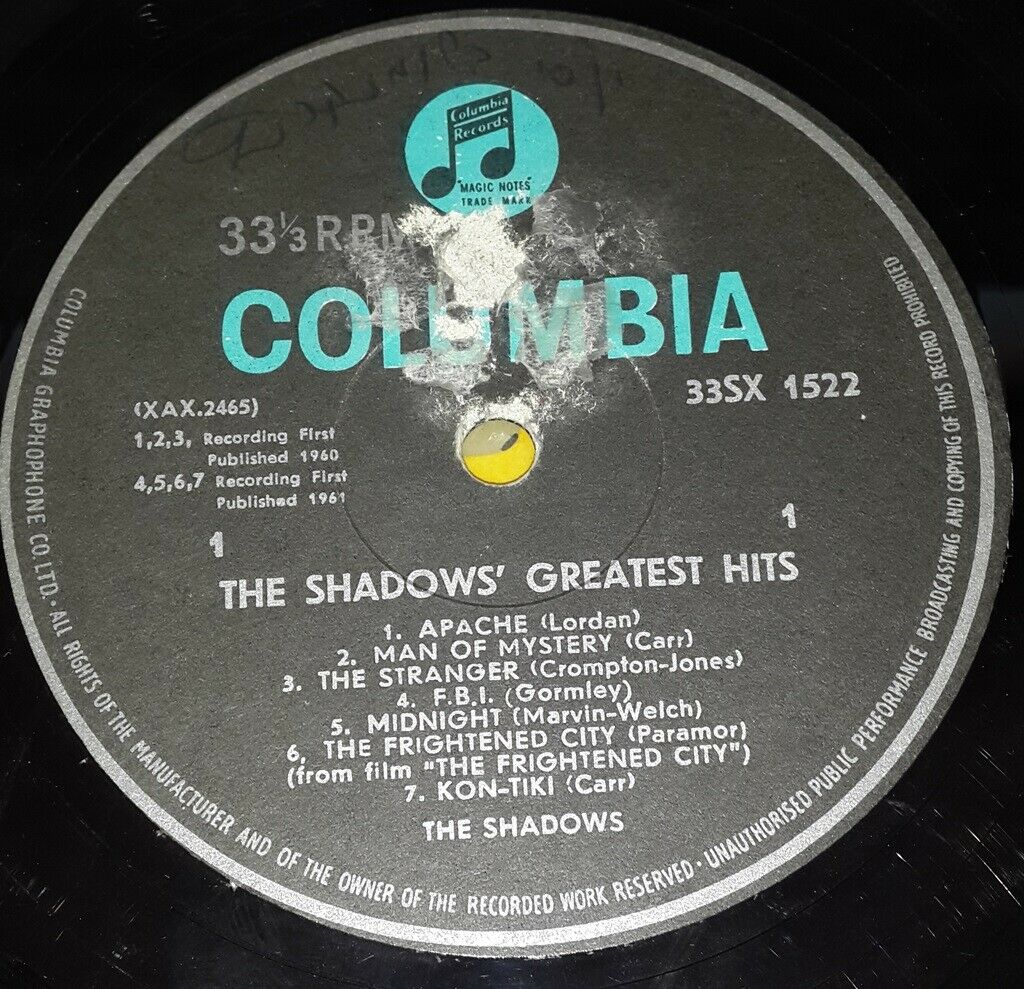 Columbia
Records
"MAGIC NOTES"
TRADE MARK
33⅓ RPM
COLUMBIA
33SX 1522
(XAX.2465)
1,2,3, Recording First
Published 1960
4,5,6,7 Recording First
Published 1961
1
1
THE SHADOWS' GREATEST HITS
1. APACHE (Lordan)
2. MAN OF MYSTERY (Carr)
3. THE STRANGER (Crompton-Jones)
4. F.B.I. (Gormley)
5. MIDNIGHT (Marvin-Welch)
6. THE FRIGHTENED CITY (Paramor)
(from film "THE FRIGHTENED CITY")
7. KON-TIKI (Carr)
THE SHADOWS
COLUMBIA GRAPHOPHONE CO. LTD. · ALL RIGHTS OF THE MANUFACTURER AND OF THE OWNER OF THE RECORDED WORK RESERVED · UNAUTHORISED PUBLIC PERFORMANCE BROADCASTING AND COPYING OF THIS RECORD PROHIBITED